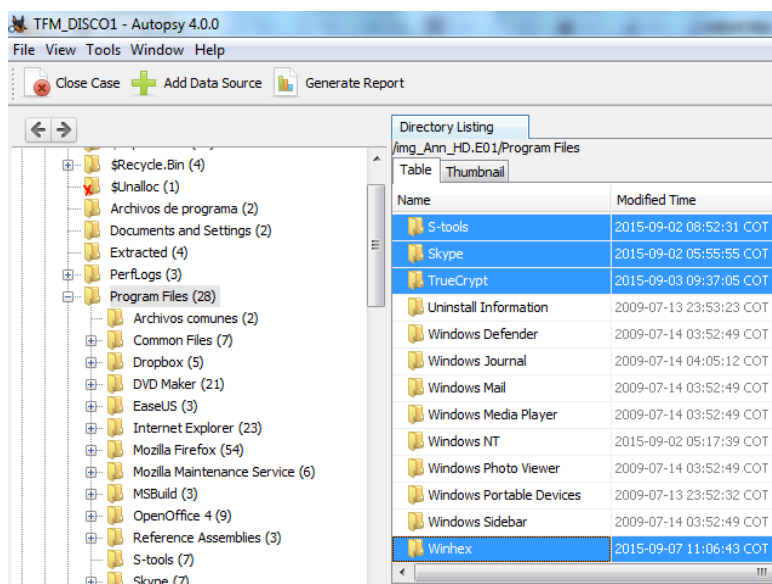 TFM_DISCO1 - Autopsy 4.0.0
File View Tools Window Help
Close Case Add Data Source Generate Report
$Recycle.Bin (4)
$Unalloc (1)
Archivos de programa (2)
Documents and Settings (2)
Extracted (4)
PerfLogs (3)
Program Files (28)
Archivos comunes (2)
Common Files (7)
Dropbox (5)
DVD Maker (21)
EaseUS (3)
Internet Explorer (23)
Mozilla Firefox (54)
Mozilla Maintenance Service (6)
MSBuild (3)
OpenOffice 4 (9)
Reference Assemblies (3)
S-tools (7)
Skype (7)
Directory Listing
/img_Ann_HD.E01/Program Files
Table Thumbnail
Name Modified Time
S-tools 2015-09-02 08:52:31 COT
Skype 2015-09-02 05:55:55 COT
TrueCrypt 2015-09-03 09:37:05 COT
Uninstall Information 2009-07-13 23:53:23 COT
Windows Defender 2009-07-14 03:52:49 COT
Windows Journal 2009-07-14 04:05:12 COT
Windows Mail 2009-07-14 03:52:49 COT
Windows Media Player 2009-07-14 03:52:49 COT
Windows NT 2015-09-02 05:17:39 COT
Windows Photo Viewer 2009-07-14 03:52:49 COT
Windows Portable Devices 2009-07-13 23:52:32 COT
Windows Sidebar 2009-07-14 03:52:49 COT
Winhex 2015-09-07 11:06:43 COT